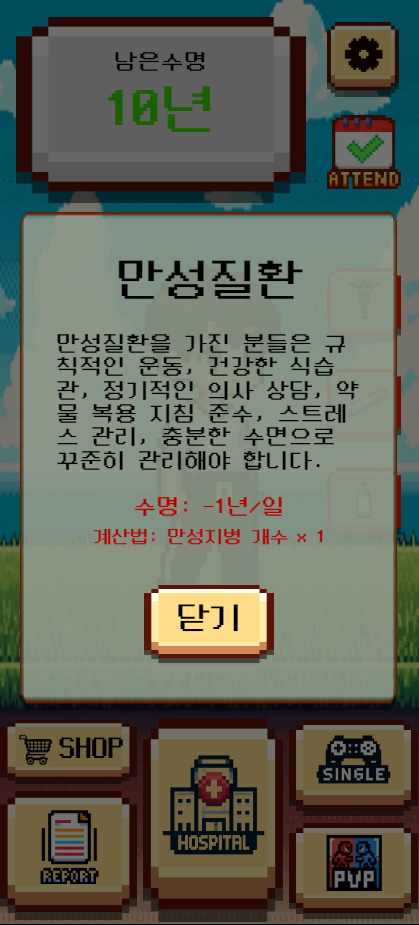 남은수명
10년
ATTEND
만성질환
만성질환을 가진 분들은 규
칙적인 운동, 건강한 식습
관, 정기적인 의사 상담, 약
물 복용 지침 준수, 스트레
스 관리, 충분한 수면으로
꾸준히 관리해야 합니다.
수명: -1년/일
계산법: 만성지병 개수 x 1
닫기
SHOP
SINGLE
HOSPITAL
REPORT
PVP